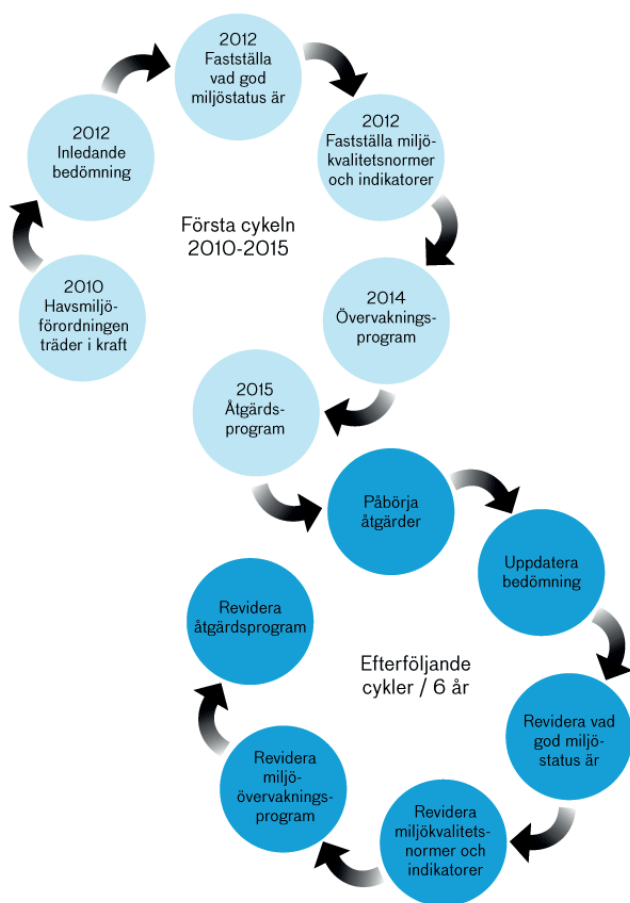 2010
Havsmiljö-
förordningen
träder i kraft
2012
Inledande
bedömning
2012
Fastställa
vad god
miljöstatus är
2012
Fastställa miljö-
kvalitetsnormer
och indikatorer
2014
Övervaknings-
program
2015
Åtgärds-
program
Första cykeln
2010-2015
Påbörja
åtgärder
Uppdatera
bedömning
Revidera vad
god miljö-
status är
Revidera
miljökvalitets-
normer och
indikatorer
Revidera
miljö-
övervaknings-
program
Revidera
åtgärdsprogram
Efterföljande
cykler / 6 år